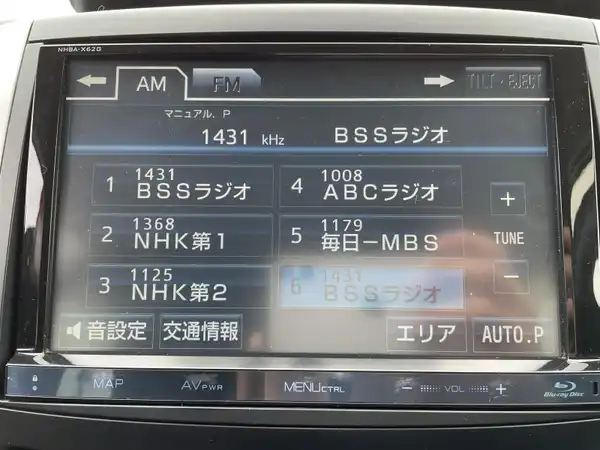 NHBA-X62G
AM FM TILT・EJECT
マニュアル. P
1431 kHz BSSラジオ
1 1431 BSSラジオ
4 1008 ABCラジオ
2 1368 NHK第1
5 1179 毎日-MBS
3 1125 NHK第2
6 1431 BSSラジオ
+
TUNE
-
音設定 交通情報 エリア AUTO.P
MAP AV PWR MENU CTRL - VOL + Blu-ray Disc